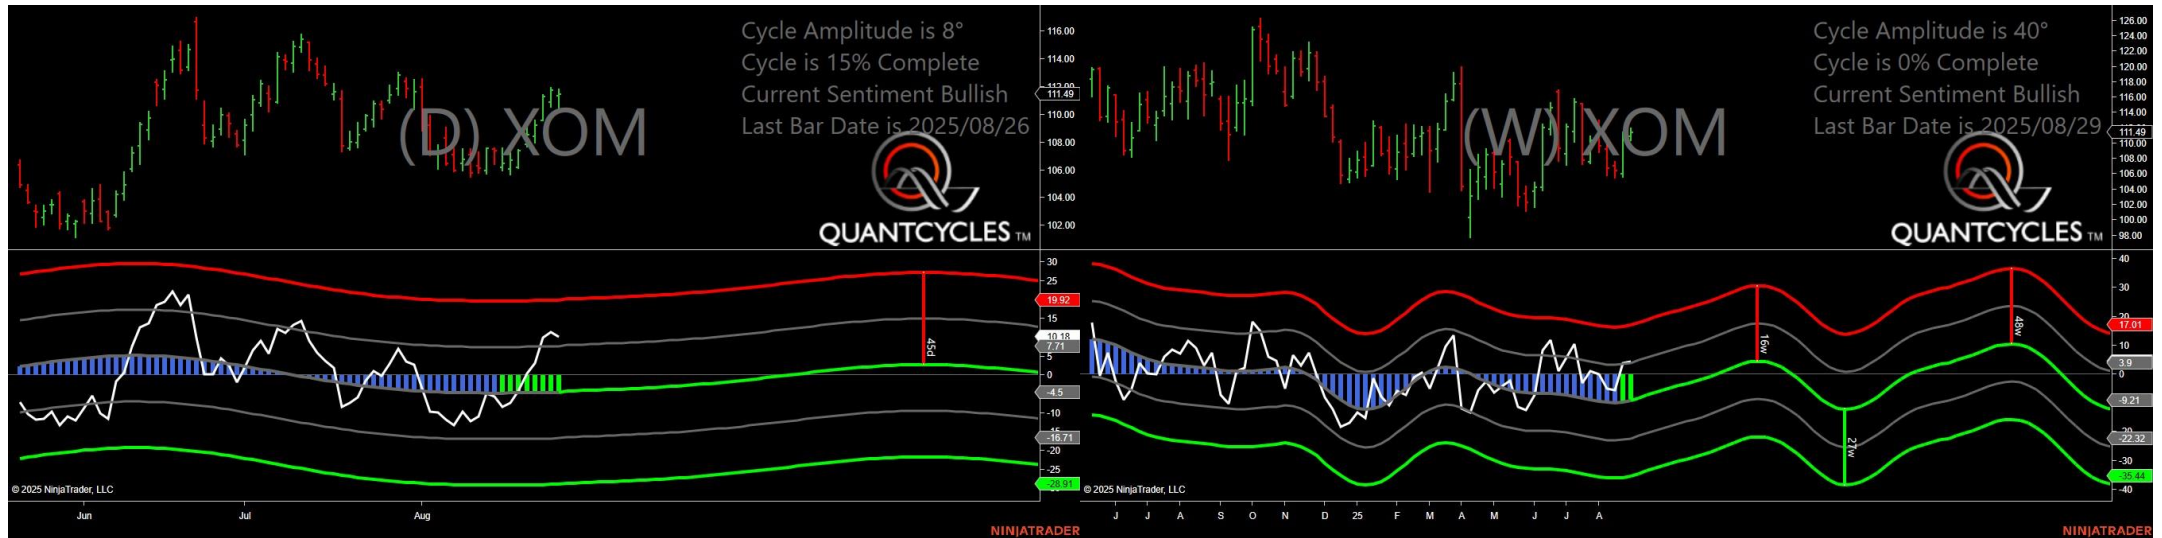 Cycle Amplitude is 8°
Cycle is 15% Complete
Current Sentiment Bullish
Last Bar Date is 2025/08/26
(D) XOM
QUANTCYCLES TM
116.00
114.00
111.49
110.00
108.00
106.00
104.00
102.00
30
25
19.92
15
10.18
7.71
5
0
-4.5
-10
-16.71
-20
-25
-28.91
45d
© 2025 NinjaTrader, LLC
Jun
Jul
Aug
NINJATRADER
Cycle Amplitude is 40°
Cycle is 0% Complete
Current Sentiment Bullish
Last Bar Date is 2025/08/29
(W) XOM
QUANTCYCLES TM
126.00
124.00
122.00
120.00
118.00
116.00
114.00
111.49
110.00
108.00
106.00
104.00
102.00
100.00
98.00
40
30
17.01
10
3.9
0
-9.21
-22.32
-30
-35.44
-40
16w
27w
48w
© 2025 NinjaTrader, LLC
J J A S O N D 25 F M A M J J A
NINJATRADER